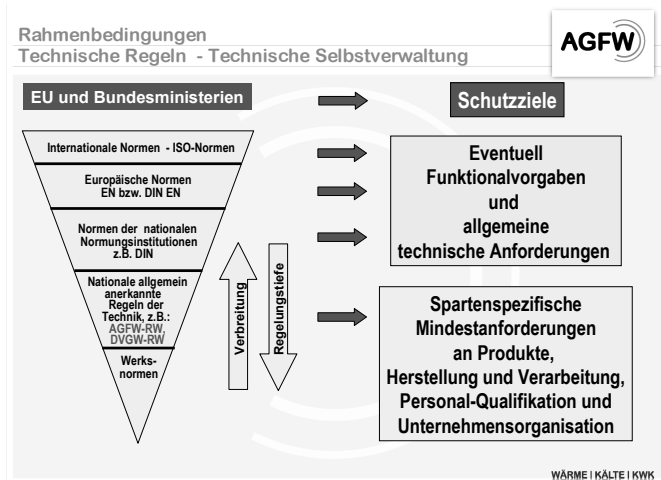 Rahmenbedingungen
Technische Regeln - Technische Selbstverwaltung
AGFW
EU und Bundesministerien
Schutzziele
Internationale Normen - ISO-Normen
Europäische Normen
EN bzw. DIN EN
Normen der nationalen
Normungsinstitutionen
z.B. DIN
Nationale allgemein
anerkannte
Regeln der
Technik, z.B.:
AGFW-RW,
DVGW-RW
Werks-
normen
Verbreitung
Regelungstiefe
Eventuell
Funktionalvorgaben
und
allgemeine
technische Anforderungen
Spartenspezifische
Mindestanforderungen
an Produkte,
Herstellung und Verarbeitung,
Personal-Qualifikation und
Unternehmensorganisation
WÄRME | KÄLTE | KWK